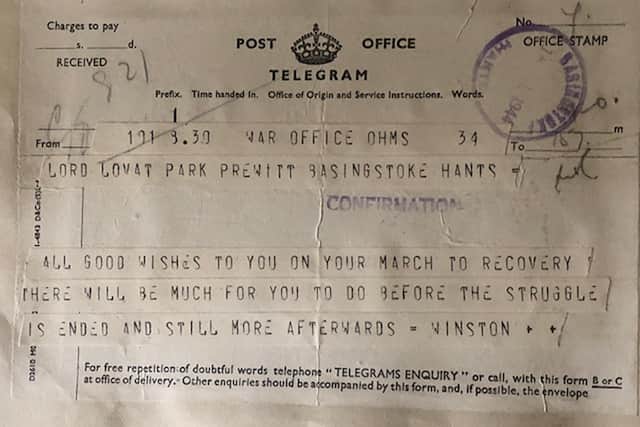 Charges to pay
s. d.
RECEIVED
POST OFFICE
TELEGRAM
No.
OFFICE STAMP
BASINGSTOKE
HANTS
1944
Prefix. Time handed in. Office of Origin and Service Instructions. Words.
1
From
191 8.30 WAR OFFICE OHMS 34
m
To
LORD LOVAT PARK PREWITT BASINGSTOKE HANTS =
CONFIRMATION
ALL GOOD WISHES TO YOU ON YOUR MARCH TO RECOVERY
THERE WILL BE MUCH FOR YOU TO DO BEFORE THE STRUGGLE
IS ENDED AND STILL MORE AFTERWARDS = WINSTON + +
For free repetition of doubtful words telephone "TELEGRAMS ENQUIRY" or call, with this form B or C
at office of delivery. Other enquiries should be accompanied by this form, and, if possible, the envelope